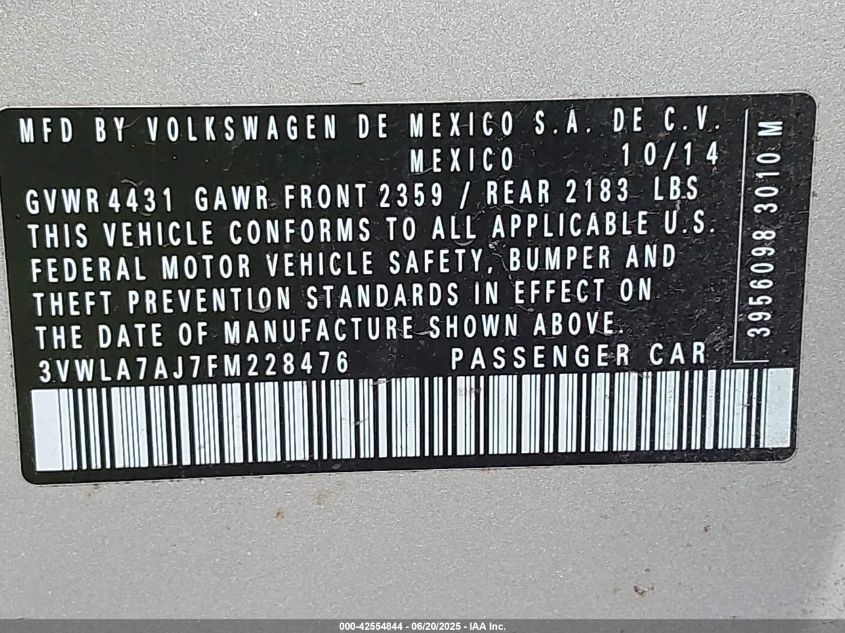 MFD BY VOLKSWAGEN DE MEXICO S.A. DE C.V.
MEXICO 10/14
GVWR 4431 GAWR FRONT 2359 / REAR 2183 LBS
THIS VEHICLE CONFORMS TO ALL APPLICABLE U.S.
FEDERAL MOTOR VEHICLE SAFETY, BUMPER AND
THEFT PREVENTION STANDARDS IN EFFECT ON
THE DATE OF MANUFACTURE SHOWN ABOVE.
3VWLA7AJ7FM228476 PASSENGER CAR
3956098 3010 M
000-42554844 - 06/20/2025 - IAA Inc.